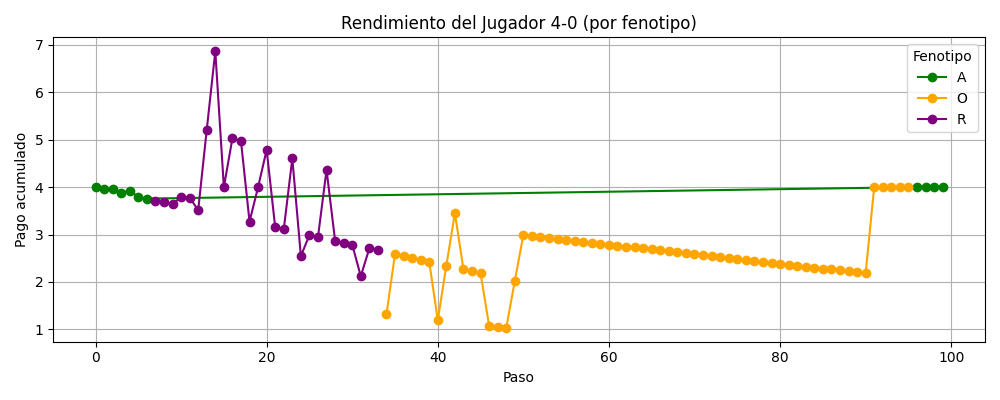 Rendimiento del Jugador 4-0 (por fenotipo)
Pago acumulado
7
6
5
4
3
2
1
0
20
40
60
80
100
Paso
Fenotipo
A
O
R